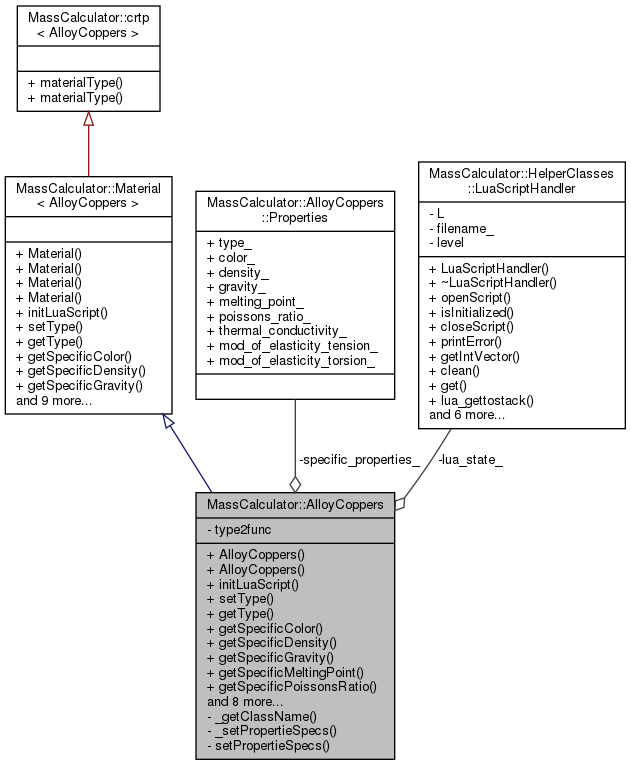 MassCalculator::crtp
< AlloyCoppers >
+ materialType()
+ materialType()
MassCalculator::Material
< AlloyCoppers >
+ Material()
+ Material()
+ Material()
+ Material()
+ initLuaScript()
+ setType()
+ getType()
+ getSpecificColor()
+ getSpecificDensity()
+ getSpecificGravity()
and 9 more...
MassCalculator::AlloyCoppers
::Properties
+ type_
+ color_
+ density_
+ gravity_
+ melting_point_
+ poissons_ratio_
+ thermal_conductivity_
+ mod_of_elasticity_tension_
+ mod_of_elasticity_torsion_
MassCalculator::HelperClasses
::LuaScriptHandler
- L
- filename_
- level
+ LuaScriptHandler()
+ ~LuaScriptHandler()
+ openScript()
+ isInitialized()
+ closeScript()
+ printError()
+ getIntVector()
+ clean()
+ get()
+ lua_gettostack()
and 6 more...
-specific_properties_
-lua_state_
MassCalculator::AlloyCoppers
- type2func
+ AlloyCoppers()
+ AlloyCoppers()
+ initLuaScript()
+ setType()
+ getType()
+ getSpecificColor()
+ getSpecificDensity()
+ getSpecificGravity()
+ getSpecificMeltingPoint()
+ getSpecificPoissonsRatio()
and 8 more...
- _getClassName()
- _setPropertieSpecs()
- setPropertieSpecs()